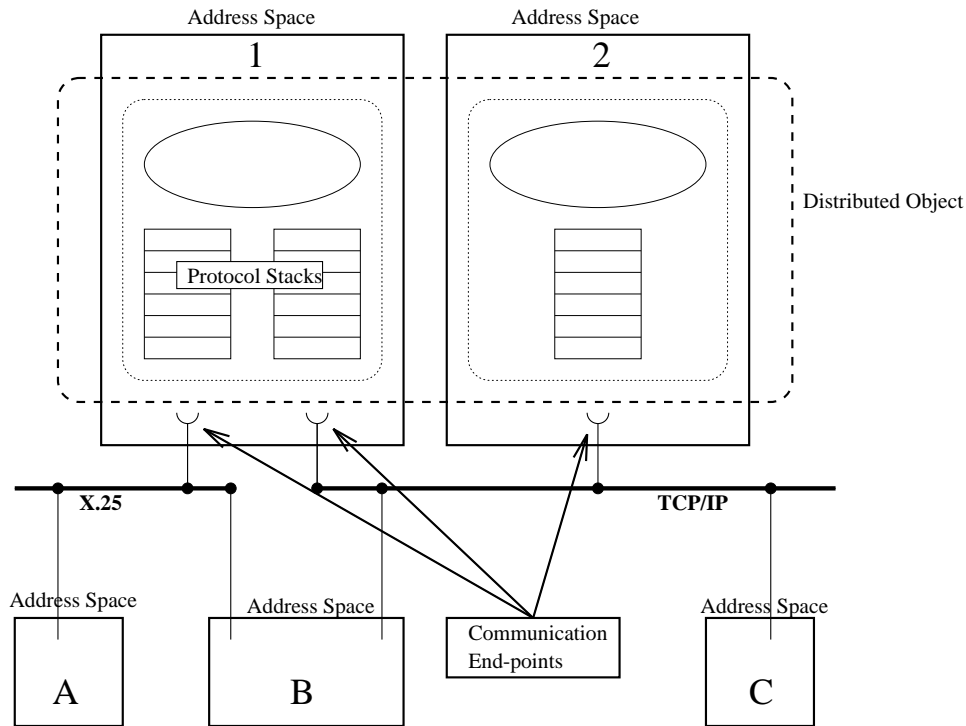 Address Space
Address Space
1
2
Distributed Object
Protocol Stacks
X.25
TCP/IP
Address Space
Address Space
Address Space
Communication
End-points
A
B
C